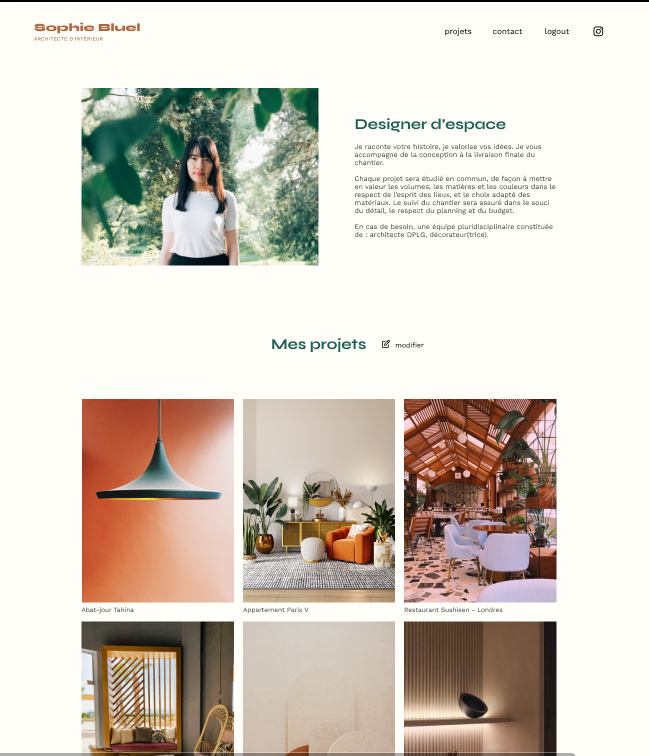 Sophie Bluel
ARCHITECTE D'INTÉRIEUR
projets
contact
logout
Designer d'espace
Je raconte votre histoire, je valorise vos idées. Je vous
accompagne de la conception à la livraison finale du
chantier.
Chaque projet sera étudié en commun, de façon à mettre
en valeur les volumes, les matières et les couleurs dans le
respect de l'esprit des lieux, et le choix adapté des
matériaux. Le suivi du chantier sera assuré dans le souci
du détail, le respect du planning et du budget.
En cas de besoin, une équipe pluridisciplinaire constituée
de : architecte DPLG, décorateur(trice).
Mes projets
modifier
Abat-jour Tahina
Appartement Paris V
Restaurant Sushisen - Londres